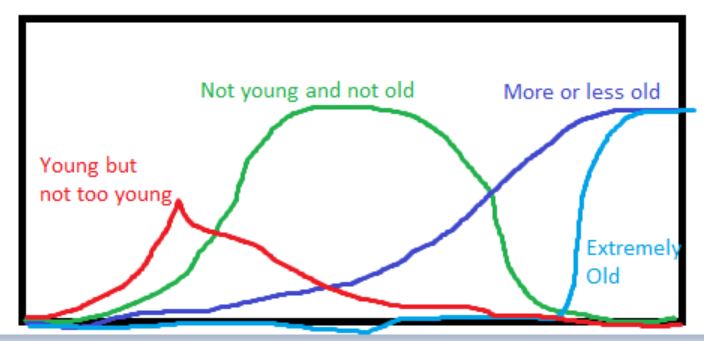 Not young and not old
More or less old
Young but
not too young
Extremely
Old